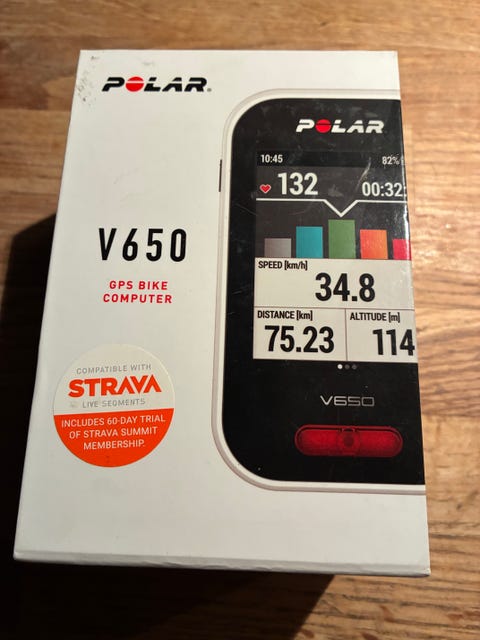 POLAR®
V650
GPS BIKE
COMPUTER
COMPATIBLE WITH
STRAVA
LIVE SEGMENTS
INCLUDES 60-DAY TRIAL
OF STRAVA SUMMIT
MEMBERSHIP.
POLAR
10:45 82%
132 00:32:
SPEED [km/h]
34.8
DISTANCE [km] ALTITUDE [m]
75.23 114
V650